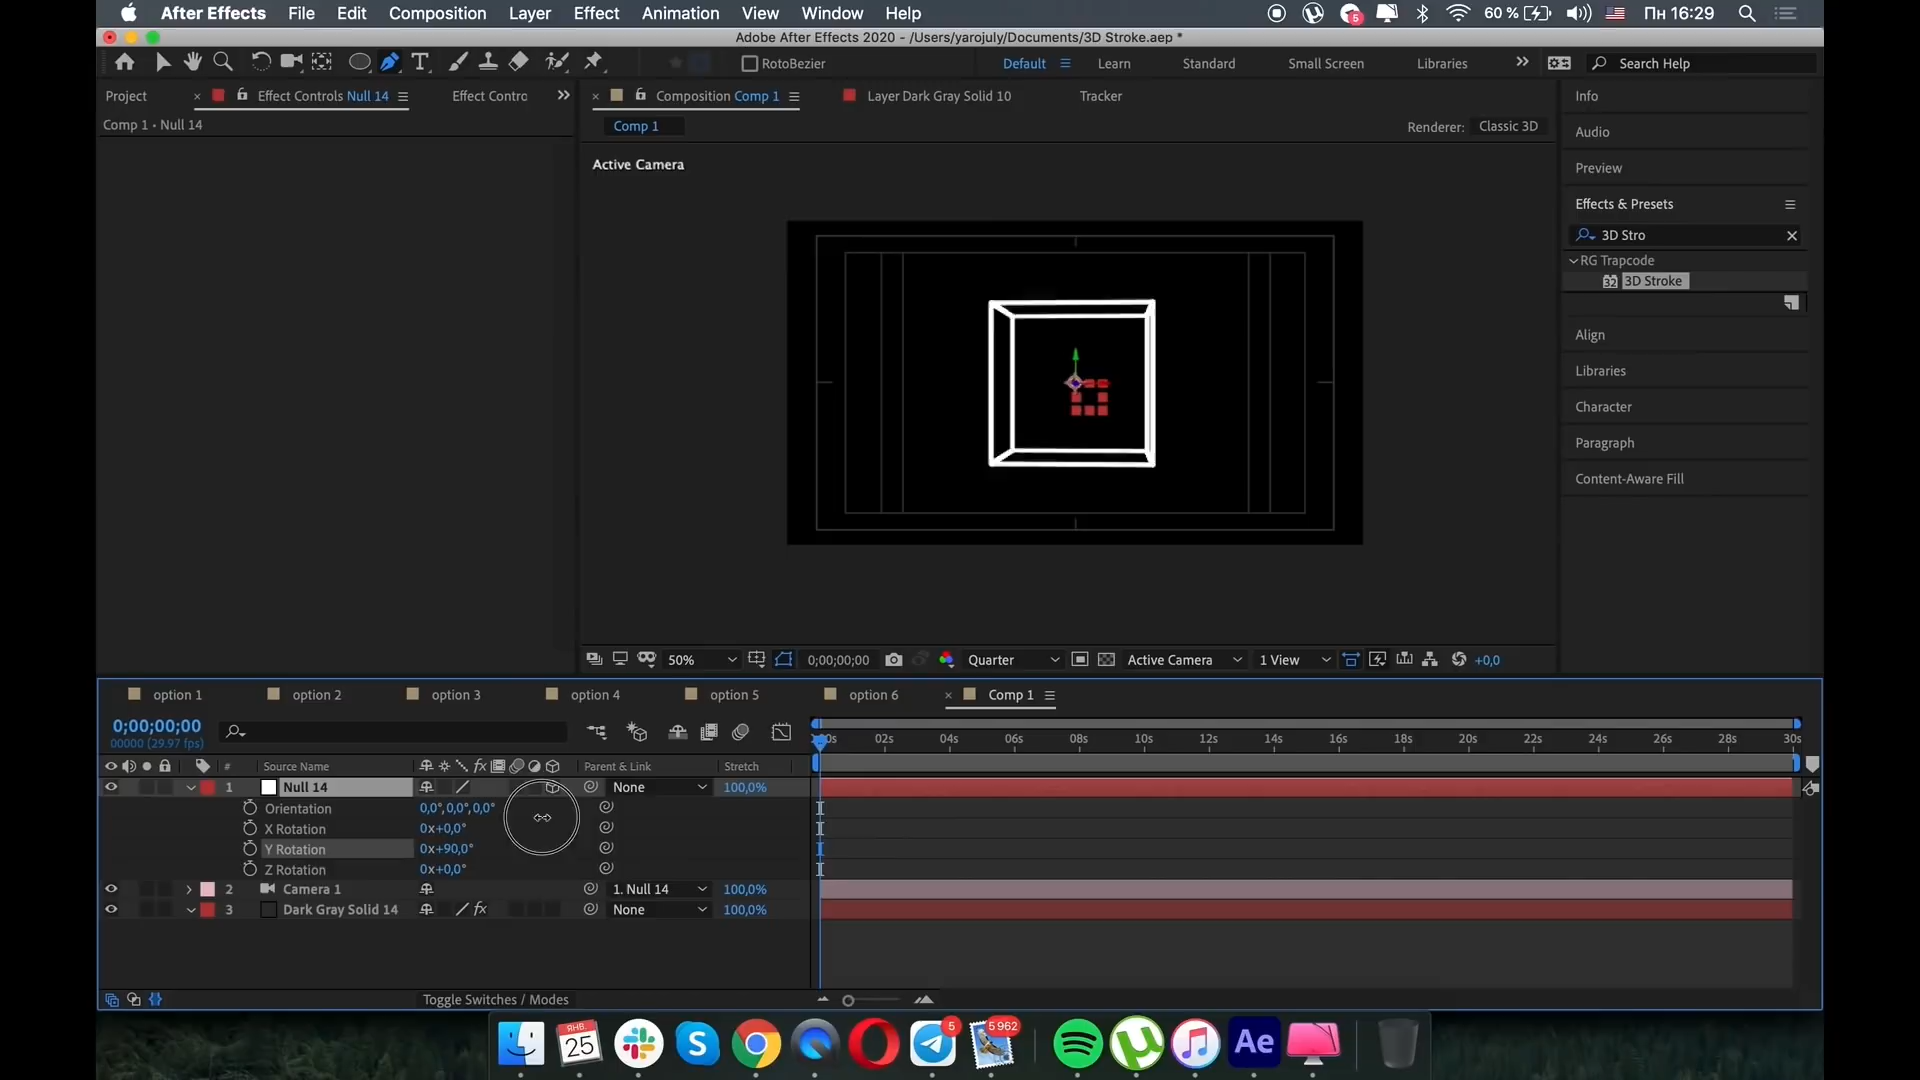 After Effects File Edit Composition Layer Effect Animation View Window Help 5 60 % Пн 16:29
Adobe After Effects 2020 - /Users/yarojuly/Documents/3D Stroke.aep *
RotoBezier Default Learn Standard Small Screen Libraries Search Help
Project Effect Controls Null 14 Effect Contro Composition Comp 1 Layer Dark Gray Solid 10 Tracker Info
Comp 1 • Null 14 Comp 1 Renderer: Classic 3D
Audio
Active Camera
Preview
Effects & Presets
3D Stro
RG Trapcode
32 3D Stroke
Align
Libraries
Character
Paragraph
Content-Aware Fill
50% 0;00;00;00 Quarter Active Camera 1 View +0,0
option 1 option 2 option 3 option 4 option 5 option 6 Comp 1
0;00;00;00
00000 (29.97 fps)
00s 02s 04s 06s 08s 10s 12s 14s 16s 18s 20s 22s 24s 26s 28s 30s
# Source Name fx Parent & Link Stretch
1 Null 14 None 100,0%
Orientation 0,0°,0,0°,0,0°
X Rotation 0x+0,0°
Y Rotation 0x+90,0°
Z Rotation 0x+0,0°
2 Camera 1 1. Null 14 100,0%
3 Dark Gray Solid 14 fx None 100,0%
Toggle Switches / Modes
ЯНВ.
25
S
5
5 962
Ae